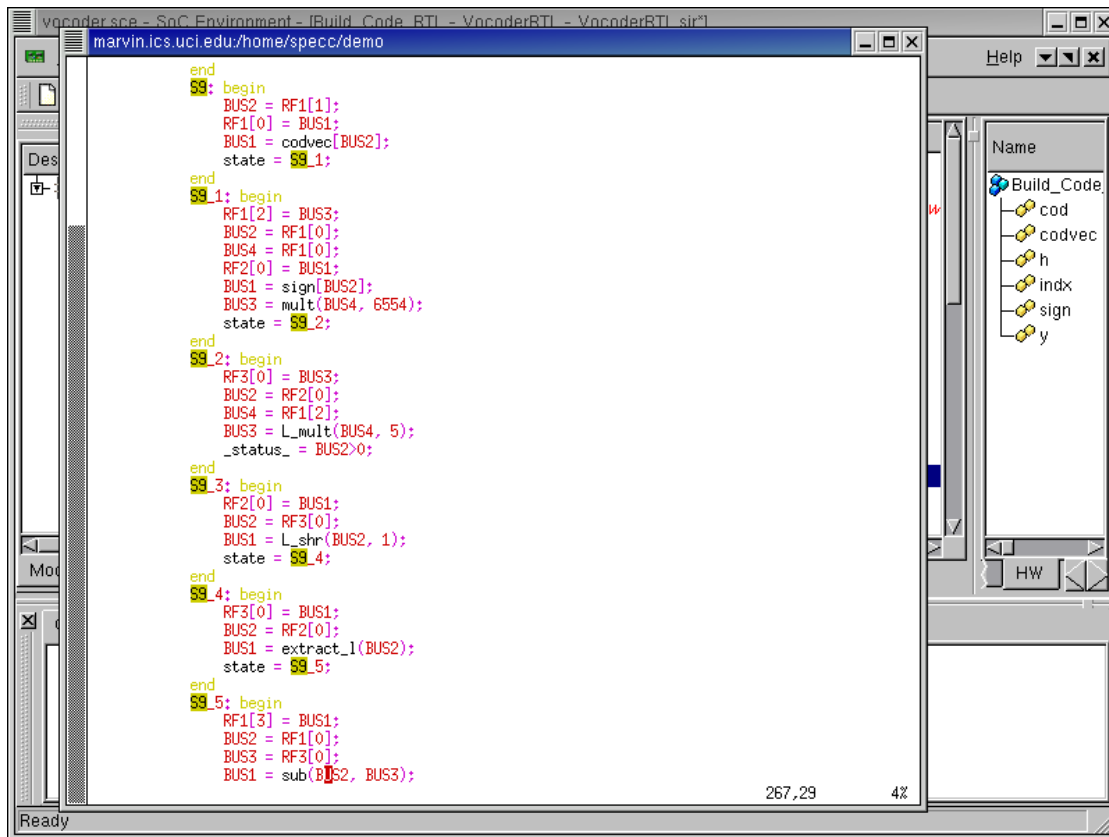 vocoder.sce - SoC Environment - [Build_Code_RTL - VocoderRTL - VocoderRTL.sir*]
marvin.ics.uci.edu:/home/specc/demo
Help
end
S9: begin
BUS2 = RF1[1];
RF1[0] = BUS1;
BUS1 = codvec[BUS2];
state = S9_1;
end
S9_1: begin
RF1[2] = BUS3;
BUS2 = RF1[0];
BUS4 = RF1[0];
RF2[0] = BUS1;
BUS1 = sign[BUS2];
BUS3 = mult(BUS4, 6554);
state = S9_2;
end
S9_2: begin
RF3[0] = BUS3;
BUS2 = RF2[0];
BUS4 = RF1[2];
BUS3 = L_mult(BUS4, 5);
_status_ = BUS2>0;
end
S9_3: begin
RF2[0] = BUS1;
BUS2 = RF3[0];
BUS1 = L_shr(BUS2, 1);
state = S9_4;
end
S9_4: begin
RF3[0] = BUS1;
BUS2 = RF2[0];
BUS1 = extract_l(BUS2);
state = S9_5;
end
S9_5: begin
RF1[3] = BUS1;
BUS2 = RF1[0];
BUS3 = RF3[0];
BUS1 = sub(BUS2, BUS3);
267,29 4%
Des
Mod
w
Name
Build_Code_
cod
codvec
h
indx
sign
y
HW
Ready